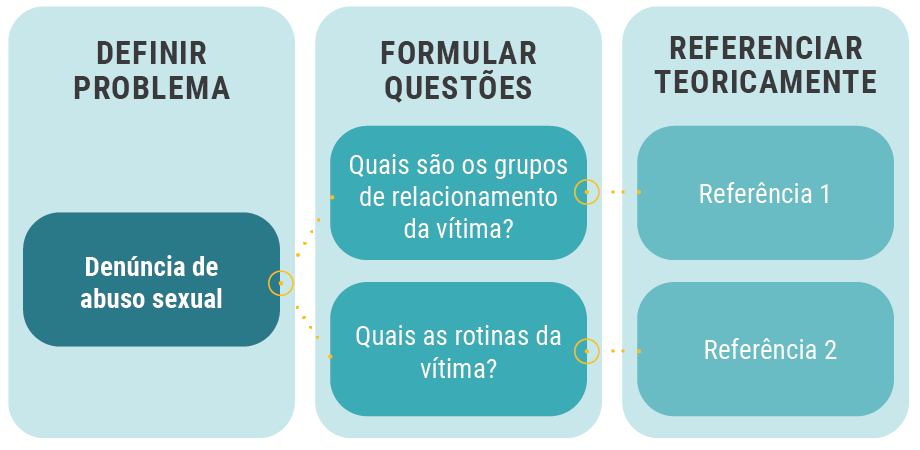 DEFINIR
PROBLEMA
Denúncia de
abuso sexual
FORMULAR
QUESTÕES
Quais são os grupos
de relacionamento
da vítima?
Quais as rotinas da
vítima?
REFERENCIAR
TEORICAMENTE
Referência 1
Referência 2